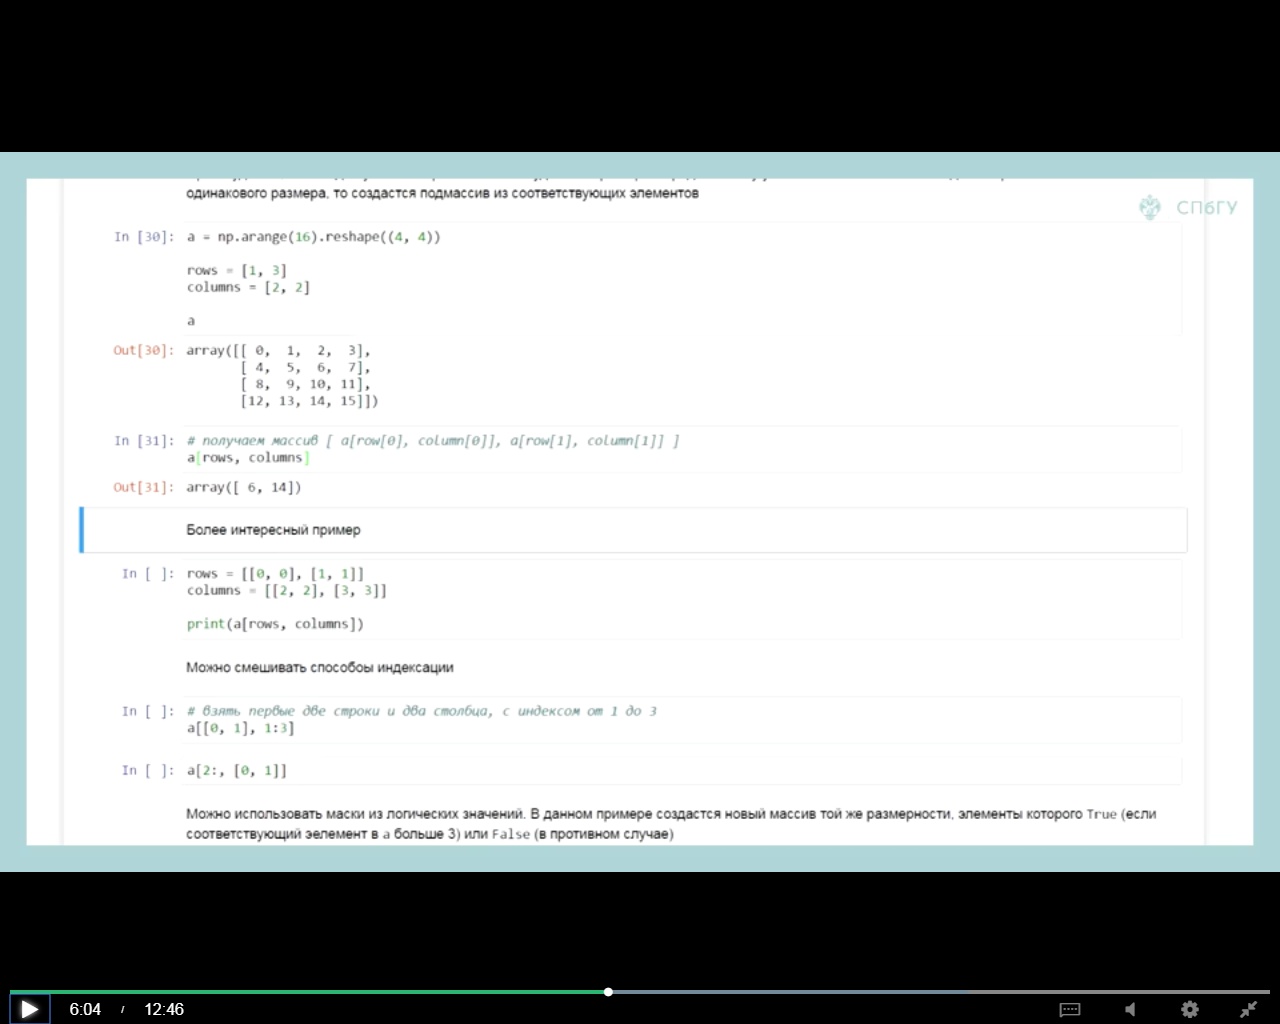 одинакового размера, то создастся подмассив из соответствующих элементов
СПбГУ
In [30]: a = np.arange(16).reshape((4, 4))
rows = [1, 3]
columns = [2, 2]
a
Out[30]: array([[ 0,  1,  2,  3],
[ 4,  5,  6,  7],
[ 8,  9, 10, 11],
[12, 13, 14, 15]])
In [31]: # получаем массив [ a[row[0], column[0]], a[row[1], column[1]] ]
a[rows, columns]
Out[31]: array([ 6, 14])
Более интересный пример
In [ ]: rows = [[0, 0], [1, 1]]
columns = [[2, 2], [3, 3]]
print(a[rows, columns])
Можно смешивать способоы индексации
In [ ]: # взять первые две строки и два столбца, с индексом от 1 до 3
a[[0, 1], 1:3]
In [ ]: a[2:, [0, 1]]
Можно использовать маски из логических значений. В данном примере создастся новый массив той же размерности, элементы которого True (если
соответствующий эелемент в a больше 3) или False (в противном случае)
6:04 / 12:46